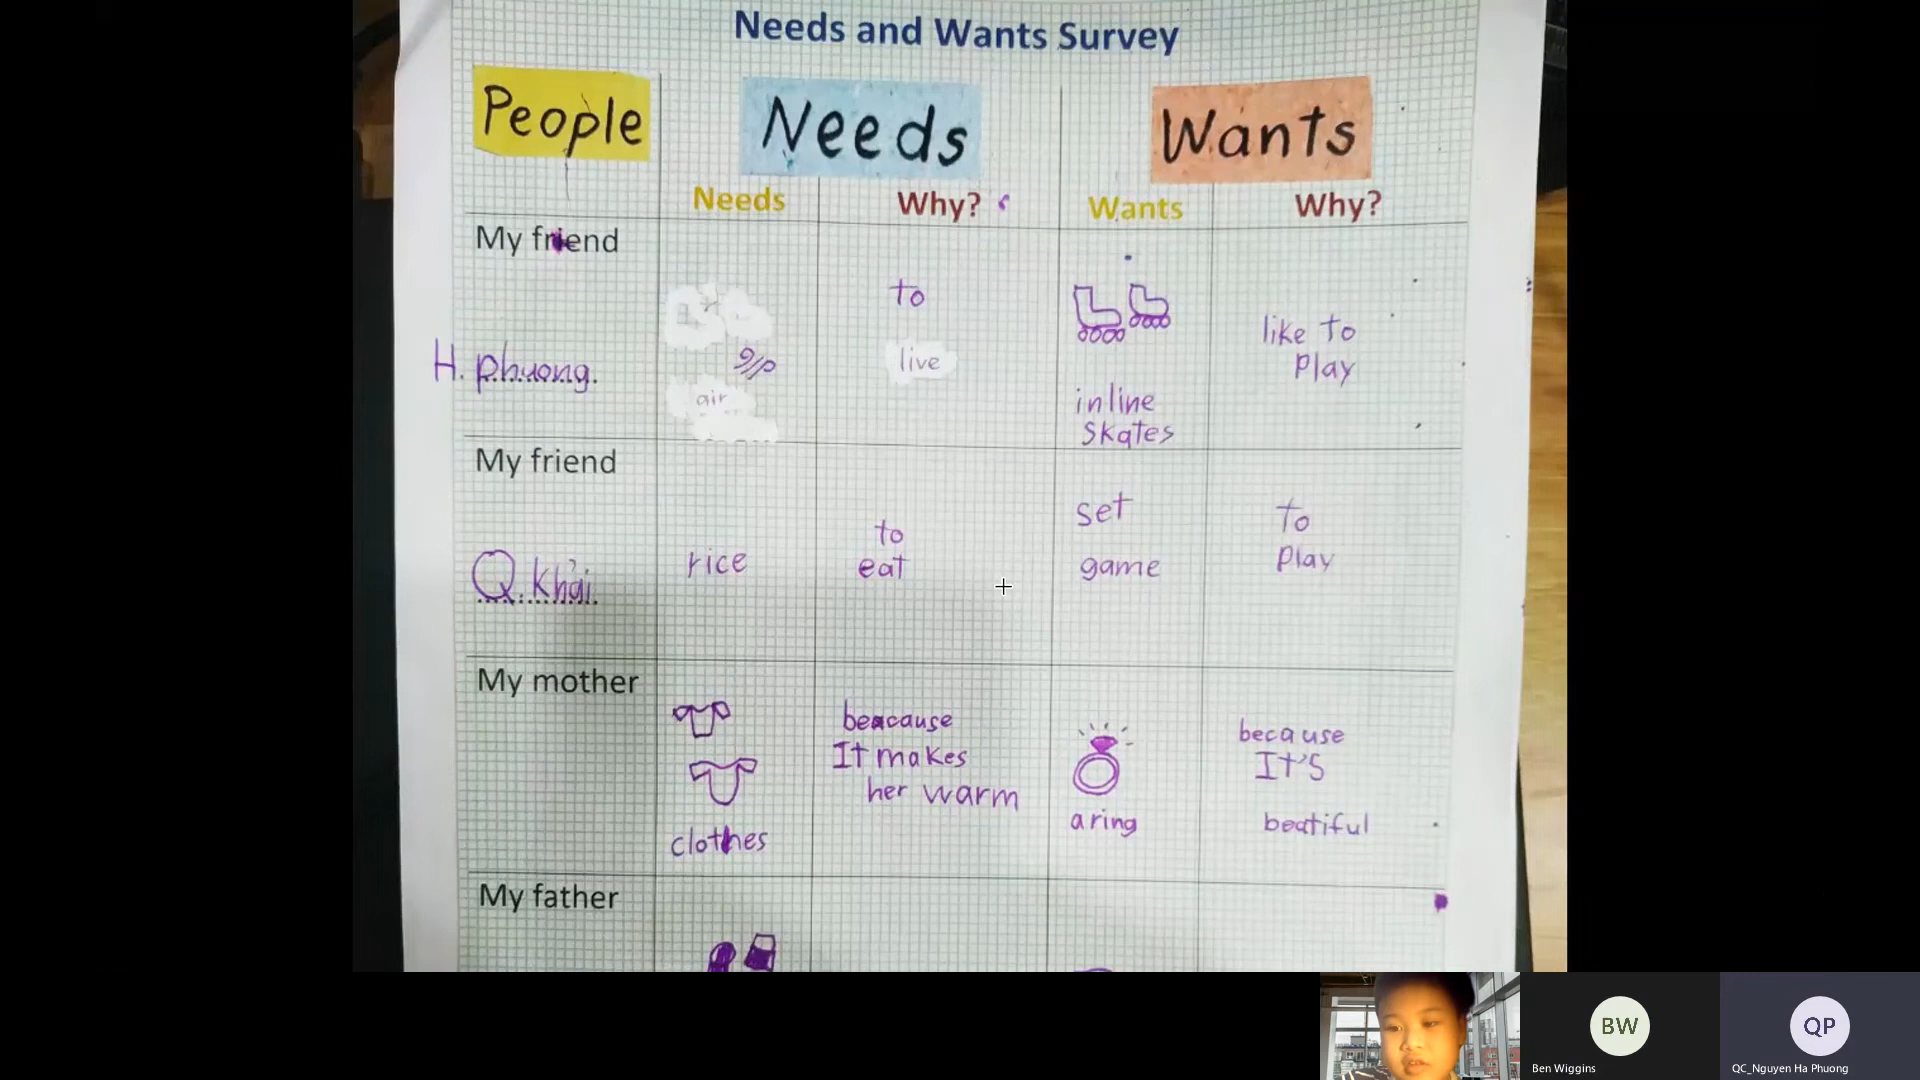 Needs and Wants Survey
People
Needs
Wants
Needs
Why?
Wants
Why?
My friend
H. Phuong.
air
to
live
inline
skates
like to
Play
My friend
Q. Khải
rice
to
eat
set
game
To
Play
My mother
clothes
beacause
It makes
her warm
a ring
because
It's
beatiful
My father
BW
Ben Wiggins
QP
QC_Nguyen Ha Phuong